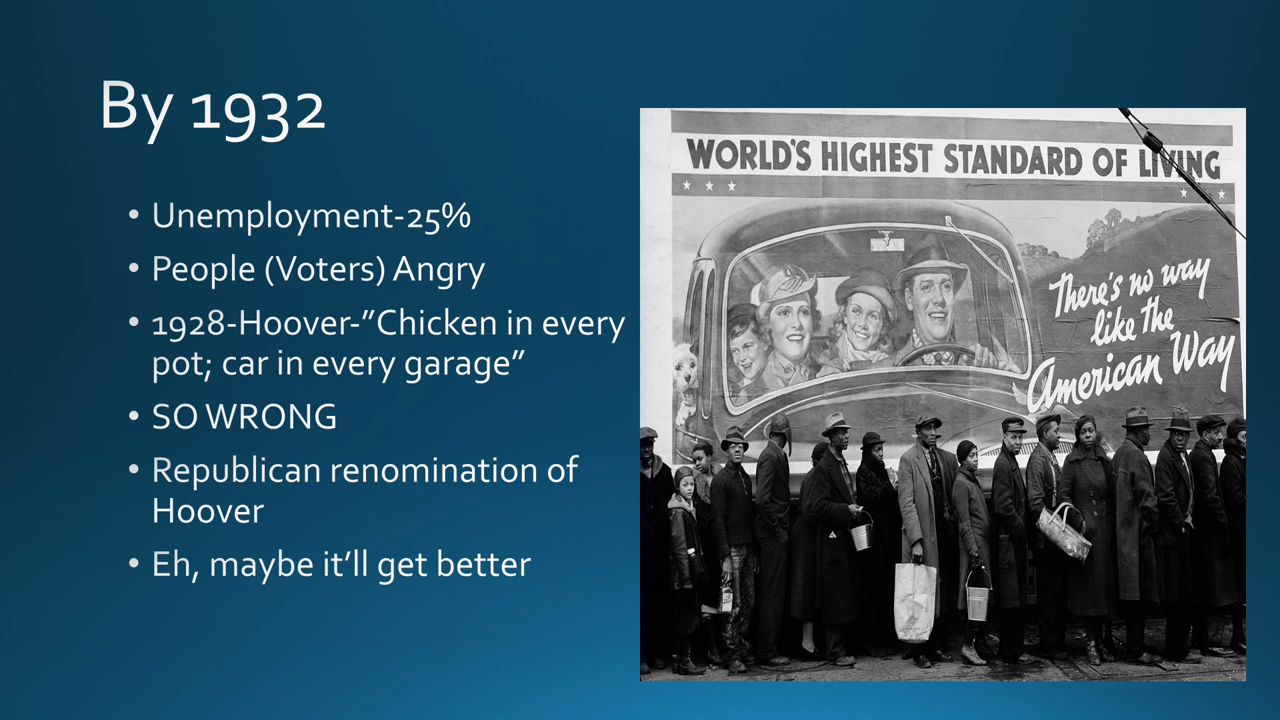 By 1932
• Unemployment-25%
• People (Voters) Angry
• 1928-Hoover-”Chicken in every
pot; car in every garage”
• SO WRONG
• Republican renomination of
Hoover
• Eh, maybe it’ll get better
WORLD'S HIGHEST STANDARD OF LIVING
There's no way
like the
American Way